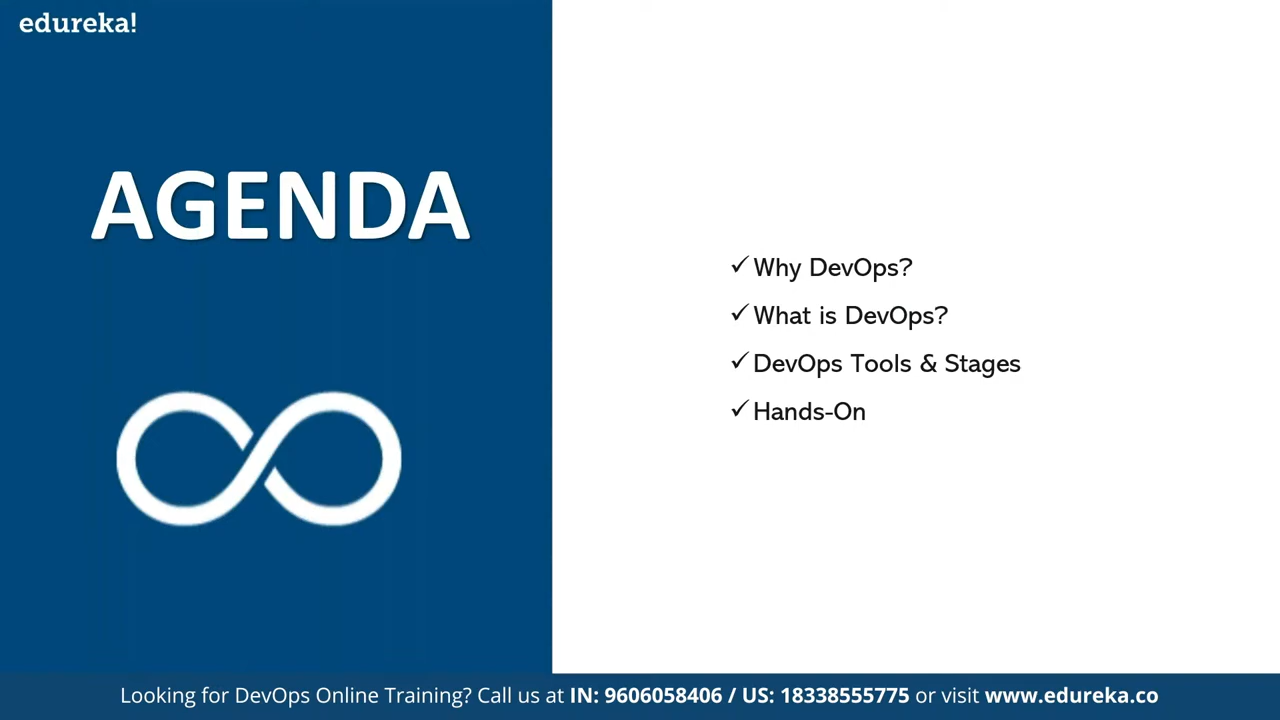 edureka!
AGENDA
✓ Why DevOps?
✓ What is DevOps?
✓ DevOps Tools & Stages
✓ Hands-On
Looking for DevOps Online Training? Call us at IN: 9606058406 / US: 18338555775 or visit www.edureka.co